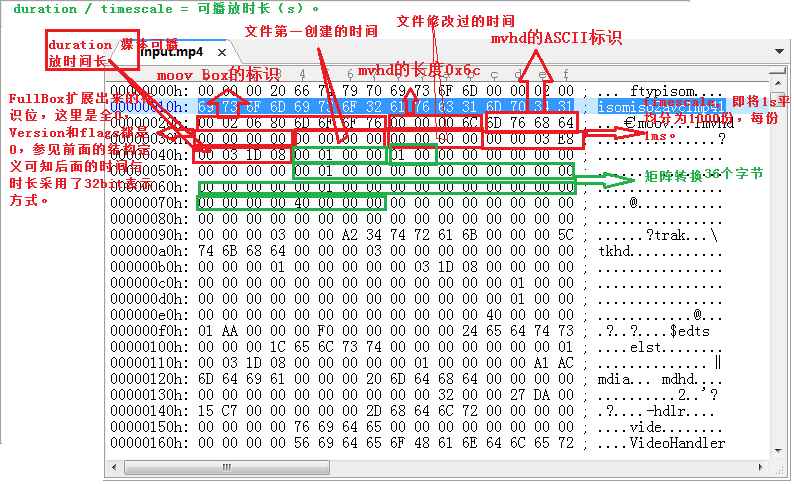 duration / timescale = 可播放时长（s）。
文件修改过的时间
文件第一创建的时间
mvhd的ASCII标识
duration 媒体可播放时间长
input.mp4
moov box的标识
mvhd的长度0x6c
FullBox扩展出来的标识位，这里是全0，Version和flags都是0，参见前面的结构示义可知后面的时间与时长采用了32bit表示方式。
timescale，即将1s平均分为1000份，每份1ms。
矩阵转换36个字节
00000000h: 20 66 74 79 70 69 73 6F 6D 00 00 02 00 ; ....ftypisom....
00000010h: 69 73 6F 6D 69 73 6F 32 61 76 63 31 6D 70 34 31 ; isomiso2avc1mp41
00000020h: 00 02 06 80 6D 6F 6F 76 00 00 00 6C 6D 76 68 64 ; ...€moov...lmvhd
00000030h: 00 00 00 00 00 00 00 00 00 00 00 00 00 00 03 E8 ;
00000040h: 00 03 1D 08 00 01 00 00 01 00 00 00 00 00 00 00 ; ................
00000050h: 00 00 00 00 00 01 00 00 00 00 00 00 00 00 00 00 ; ................
00000060h: 00 00 00 00 00 01 00 00 00 00 00 00 00 00 00 00 ; ................
00000070h: 00 00 00 00 40 00 00 00 00 00 00 00 00 00 00 00 ; ....@...........
00000080h: 00 00 00 00 00 00 00 00 00 00 00 00 00 00 00 00 ; ................
00000090h: 00 00 00 03 00 00 A2 34 74 72 61 6B 00 00 00 5C ; ......?trak...\
000000a0h: 74 6B 68 64 00 00 00 03 00 00 00 00 00 00 00 00 ; tkhd............
000000b0h: 00 00 00 01 00 00 00 00 00 03 1D 08 00 00 00 00 ; ................
000000c0h: 00 00 00 00 00 00 00 00 00 00 00 00 00 01 00 00 ; ................
000000d0h: 00 00 00 00 00 00 00 00 00 00 00 00 00 01 00 00 ; ................
000000e0h: 00 00 00 00 00 00 00 00 00 00 00 00 40 00 00 00 ; ............@...
000000f0h: 01 AA 00 00 00 F0 00 00 00 00 00 24 65 64 74 73 ; .?..?....$edts
00000100h: 00 00 00 1C 65 6C 73 74 00 00 00 00 00 00 00 01 ; ....elst........
00000110h: 00 03 1D 08 00 00 00 00 00 01 00 00 00 00 A1 AC ; ..............‖
00000120h: 6D 64 69 61 00 00 00 20 6D 64 68 64 00 00 00 00 ; mdia... mdhd....
00000130h: 00 00 00 00 00 00 00 00 00 00 32 00 00 27 DA 00 ; ..........2..'?
00000140h: 15 C7 00 00 00 00 00 2D 68 64 6C 72 00 00 00 00 ; .?....-hdlr....
00000150h: 00 00 00 00 76 69 64 65 00 00 00 00 00 00 00 00 ; ....vide........
00000160h: 00 00 00 00 56 69 64 65 6F 48 61 6E 64 6C 65 72 ; ....VideoHandler